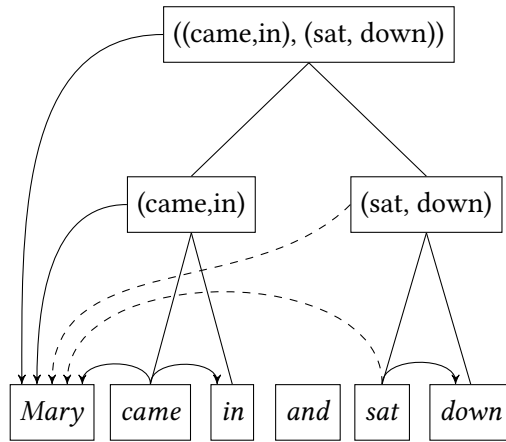 ((came,in), (sat, down))
(came,in) (sat, down)
Mary came in and sat down